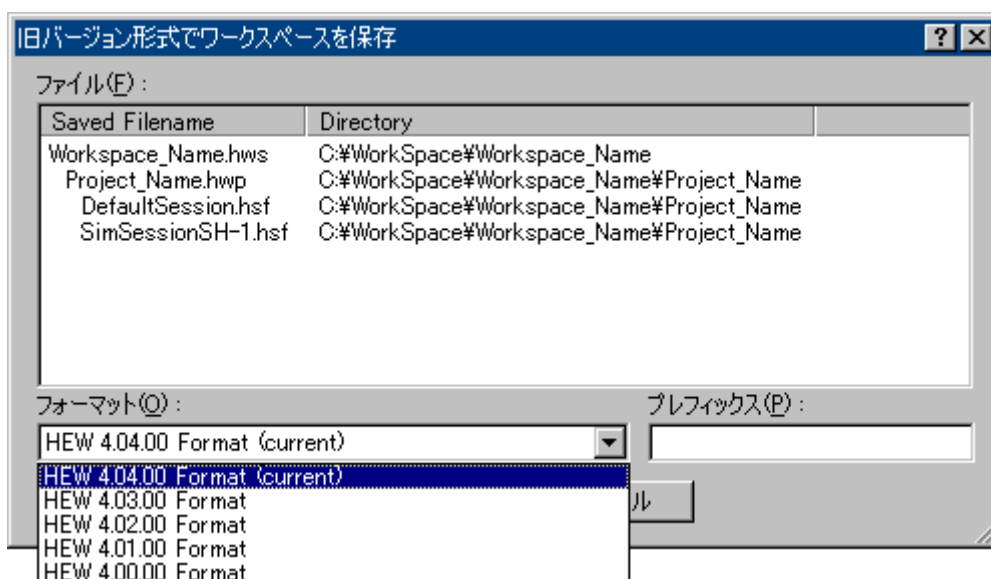 旧バージョン形式でワークスペースを保存
ファイル(F):
Saved Filename Directory
Workspace_Name.hws C:¥WorkSpace¥Workspace_Name
Project_Name.hwp C:¥WorkSpace¥Workspace_Name¥Project_Name
DefaultSession.hsf C:¥WorkSpace¥Workspace_Name¥Project_Name
SimSessionSH-1.hsf C:¥WorkSpace¥Workspace_Name¥Project_Name
フォーマット(O): プレフィックス(P):
HEW 4.04.00 Format (current)
HEW 4.04.00 Format (current)
HEW 4.03.00 Format
ル
HEW 4.02.00 Format
HEW 4.01.00 Format
HEW 4.00.00 Format